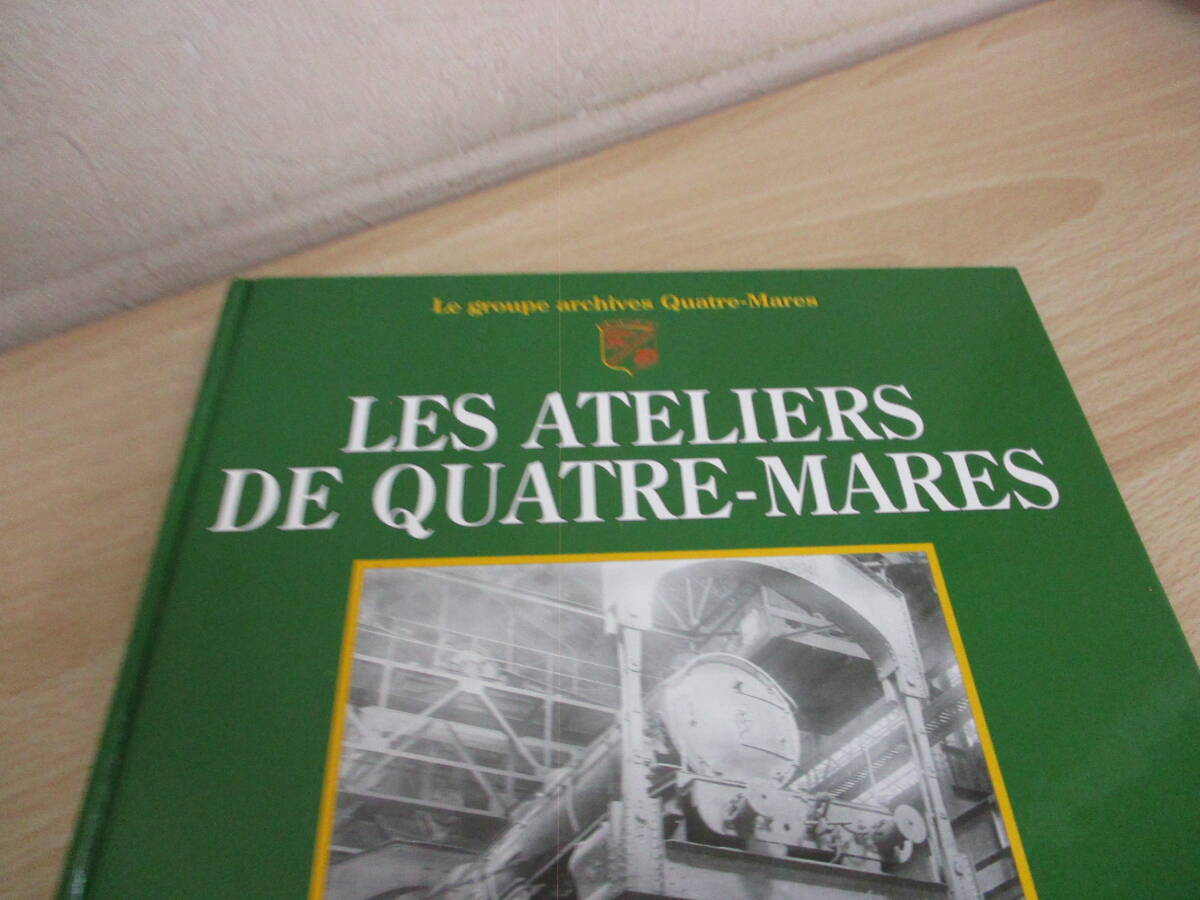 Le groupe archives Quatre-Mares
LES ATELIERS
DE QUATRE-MARES